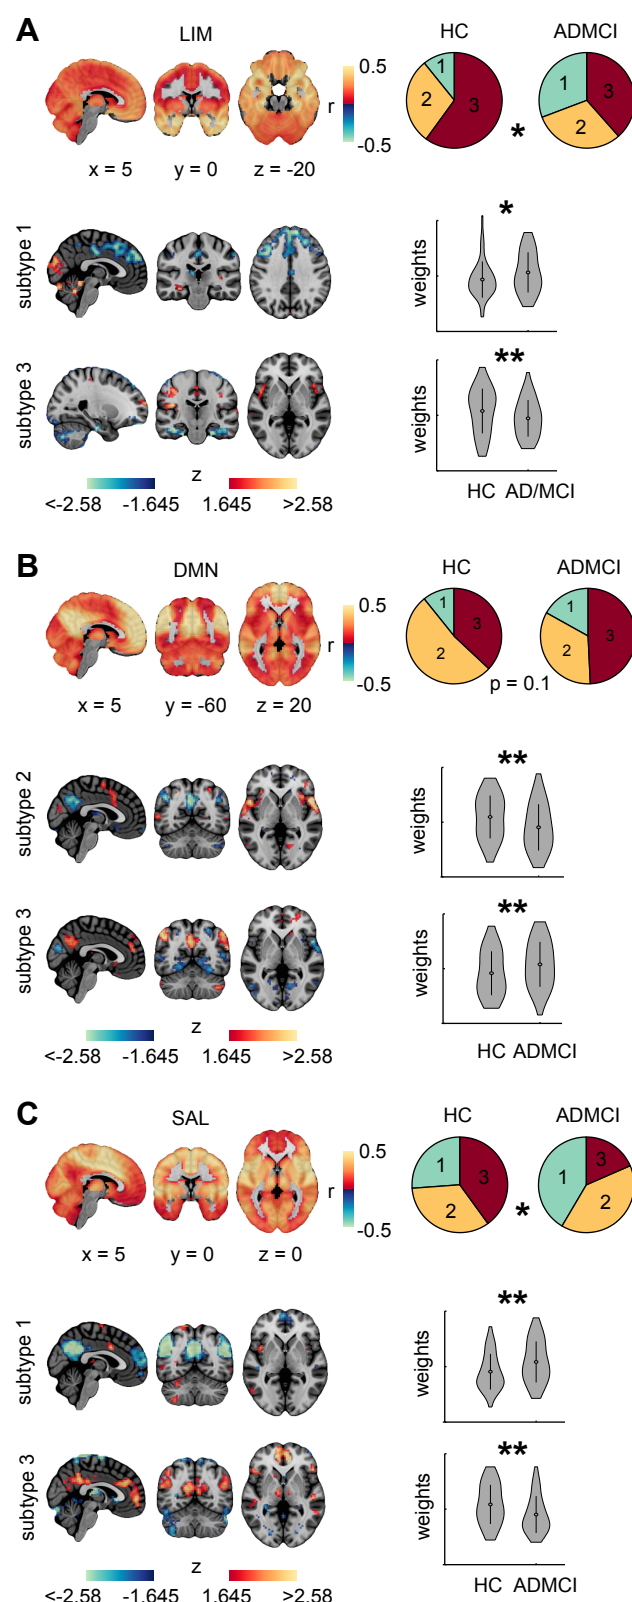 A
LIM
HC
ADMCI
0.5
r
-0.5
1
2
3
1
2
3
*
x = 5
y = 0
z = -20
subtype 1
weights
*
subtype 3
weights
**
z
<-2.58
-1.645
1.645
>2.58
HC AD/MCI
B
DMN
HC
ADMCI
0.5
r
-0.5
1
2
3
1
2
3
p = 0.1
x = 5
y = -60
z = 20
subtype 2
weights
**
subtype 3
weights
**
z
<-2.58
-1.645
1.645
>2.58
HC ADMCI
C
SAL
HC
ADMCI
0.5
r
-0.5
1
2
3
1
2
3
*
x = 5
y = 0
z = 0
subtype 1
weights
**
subtype 3
weights
**
z
<-2.58
-1.645
1.645
>2.58
HC ADMCI